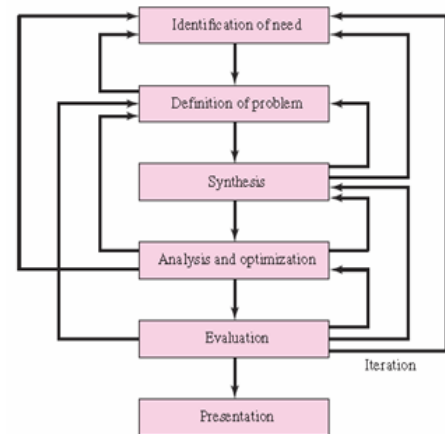 Identification of need
Definition of problem
Synthesis
Analysis and optimization
Evaluation
Iteration
Presentation